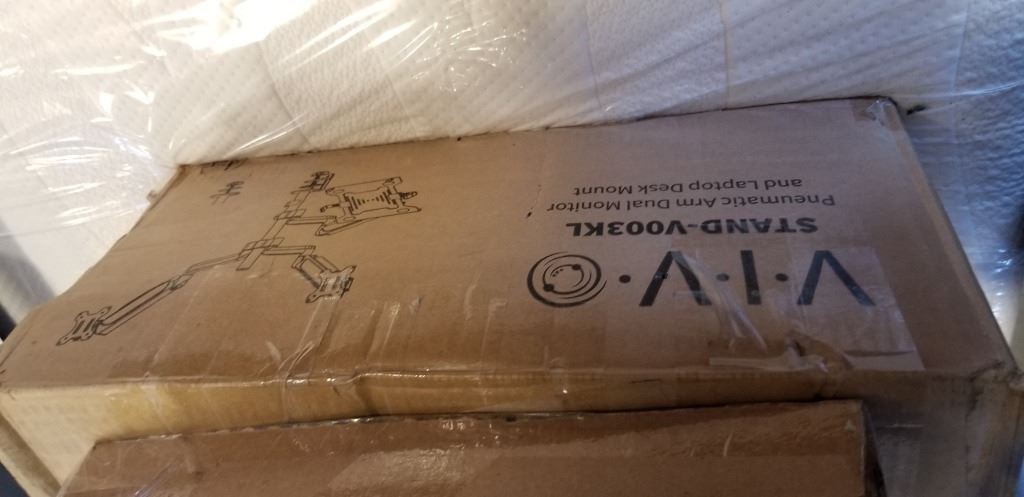 V·I·V·O
STAND-V003KL
Pneumatic Arm Dual Monitor
and Laptop Desk Mount